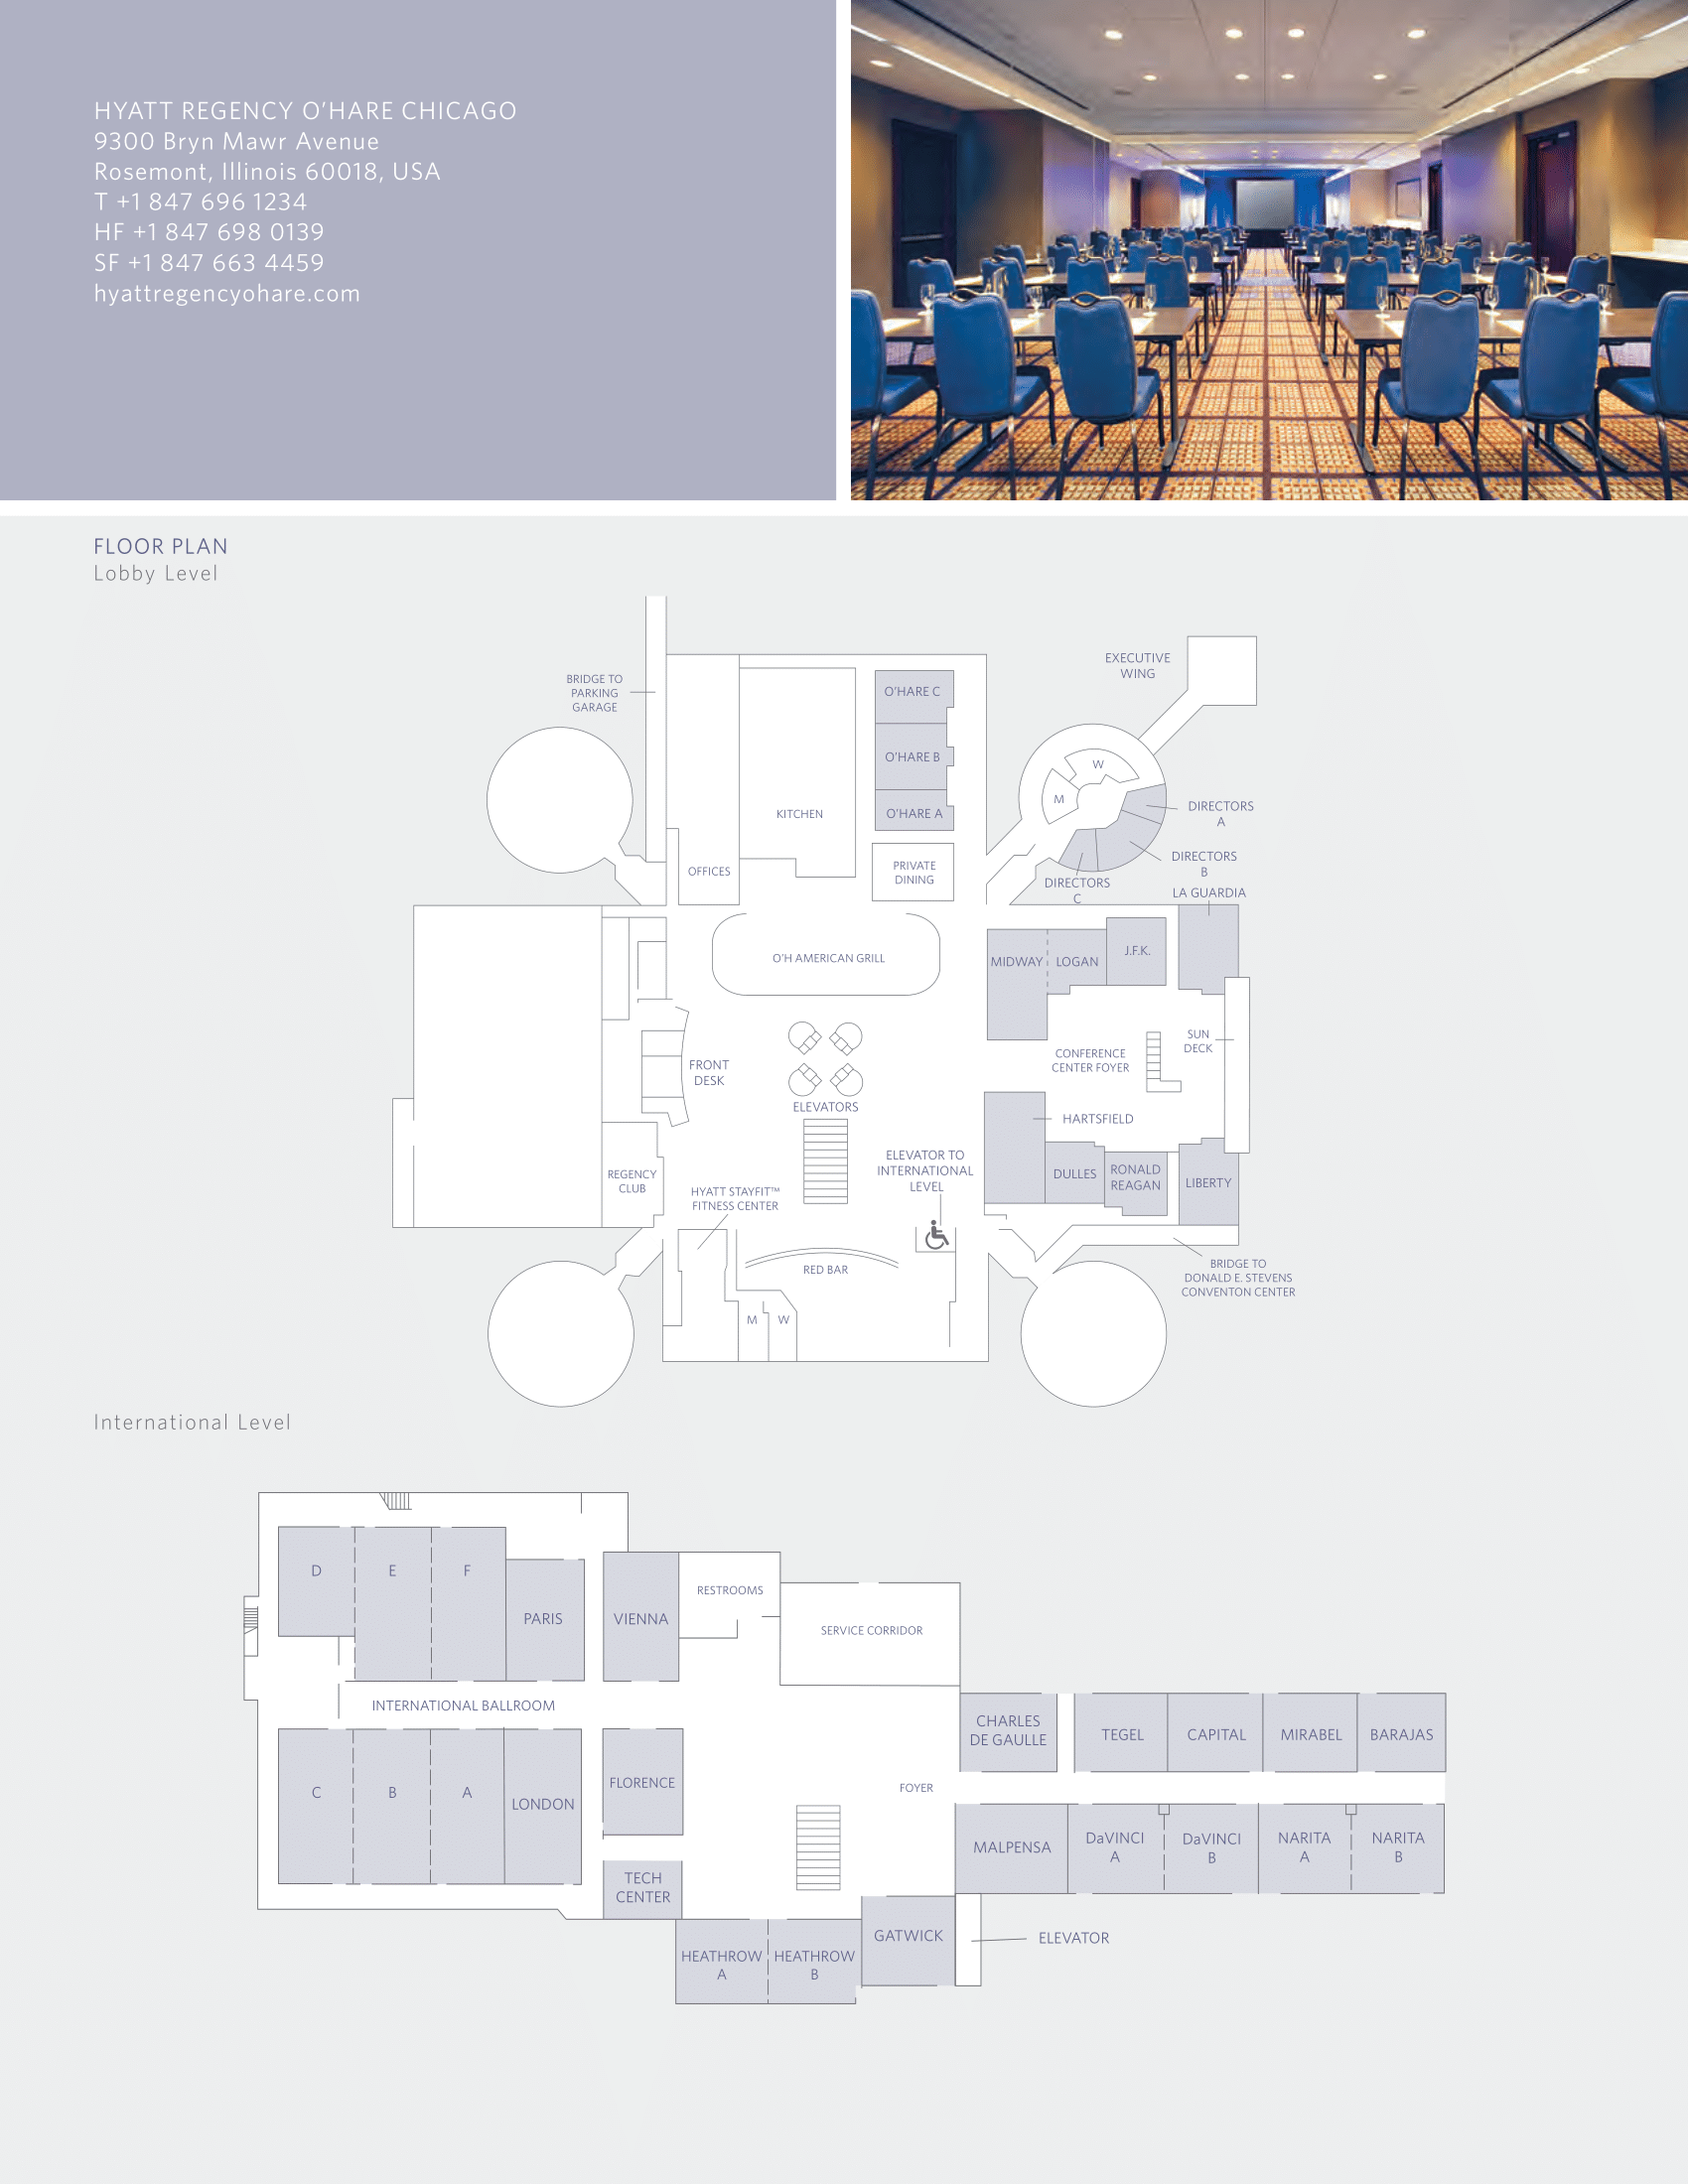 HYATT REGENCY O'HARE CHICAGO
9300 Bryn Mawr Avenue
Rosemont, Illinois 60018, USA
T +1 847 696 1234
HF +1 847 698 0139
SF +1 847 663 4459
hyattregencyohare.com
FLOOR PLAN
Lobby Level
BRIDGE TO
PARKING
GARAGE
EXECUTIVE
WING
O'HARE C
O'HARE B
O'HARE A
KITCHEN
W
M
DIRECTORS
A
DIRECTORS
B
DIRECTORS
C
OFFICES
PRIVATE
DINING
LA GUARDIA
O'H AMERICAN GRILL
MIDWAY
LOGAN
J.F.K.
SUN
DECK
CONFERENCE
CENTER FOYER
FRONT
DESK
ELEVATORS
HARTSFIELD
ELEVATOR TO
INTERNATIONAL
LEVEL
REGENCY
CLUB
HYATT STAYFIT™
FITNESS CENTER
DULLES
RONALD
REAGAN
LIBERTY
RED BAR
BRIDGE TO
DONALD E. STEVENS
CONVENTON CENTER
M
W
International Level
D
E
F
PARIS
VIENNA
RESTROOMS
SERVICE CORRIDOR
INTERNATIONAL BALLROOM
CHARLES
DE GAULLE
TEGEL
CAPITAL
MIRABEL
BARAJAS
C
B
A
LONDON
FLORENCE
FOYER
MALPENSA
DaVINCI
A
DaVINCI
B
NARITA
A
NARITA
B
TECH
CENTER
HEATHROW
A
HEATHROW
B
GATWICK
ELEVATOR